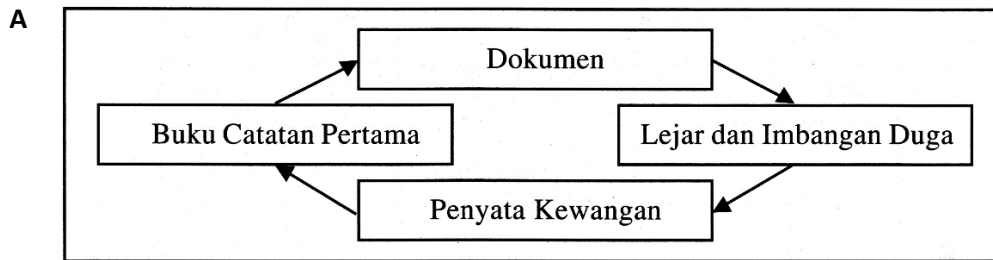 A
Dokumen
Buku Catatan Pertama
Lejar dan Imbangan Duga
Penyata Kewangan